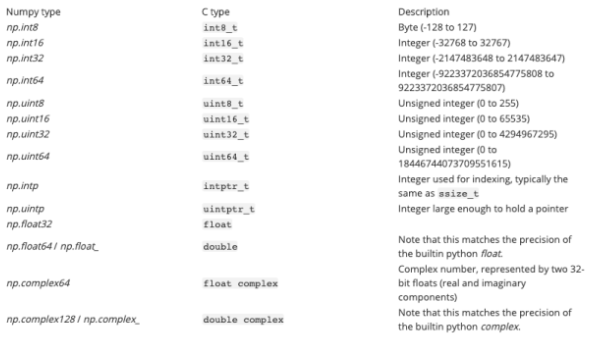 Numpy type C type Description
np.int8 int8_t Byte (-128 to 127)
np.int16 int16_t Integer (-32768 to 32767)
np.int32 int32_t Integer (-2147483648 to 2147483647)
np.int64 int64_t Integer (-9223372036854775808 to
9223372036854775807)
np.uint8 uint8_t Unsigned integer (0 to 255)
np.uint16 uint16_t Unsigned integer (0 to 65535)
np.uint32 uint32_t Unsigned integer (0 to 4294967295)
np.uint64 uint64_t Unsigned integer (0 to
18446744073709551615)
np.intp intptr_t Integer used for indexing, typically the
same as ssize_t
np.uintp uintptr_t Integer large enough to hold a pointer
np.float32 float
np.float64 / np.float_ double Note that this matches the precision of
the builtin python float.
np.complex64 float complex Complex number, represented by two 32-
bit floats (real and imaginary
components)
np.complex128 / np.complex_ double complex Note that this matches the precision of
the builtin python complex.